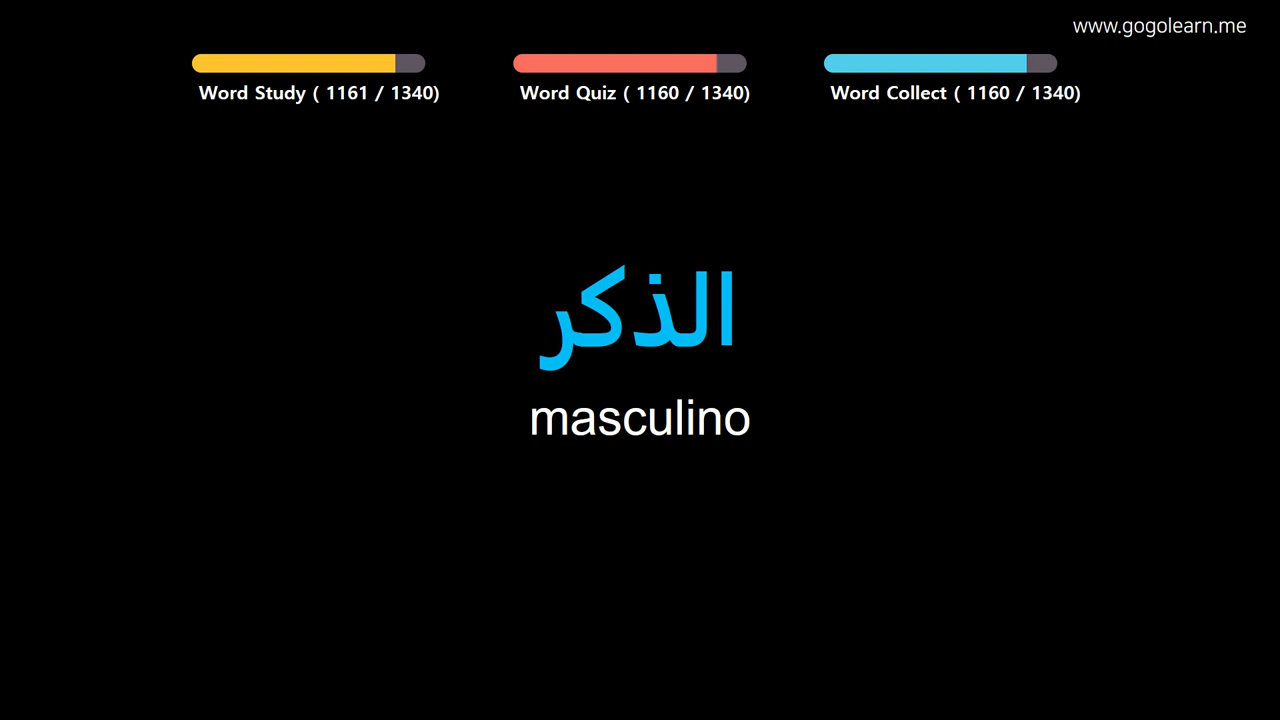 www.gogolearn.me
Word Study ( 1161 / 1340)
Word Quiz ( 1160 / 1340)
Word Collect ( 1160 / 1340)
الذكر
masculino